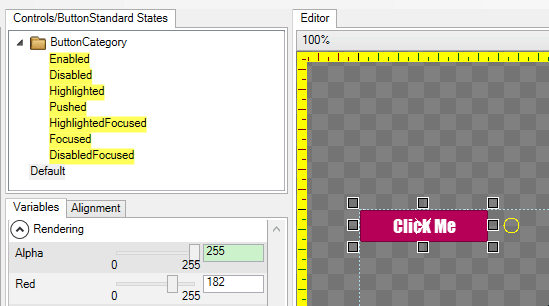 Controls/ButtonStandard States
ButtonCategory
Enabled
Disabled
Highlighted
Pushed
HighlightedFocused
Focused
DisabledFocused
Default
Variables Alignment
Rendering
Alpha 255
0 255
Red 182
0 255
Editor
100%
Click Me